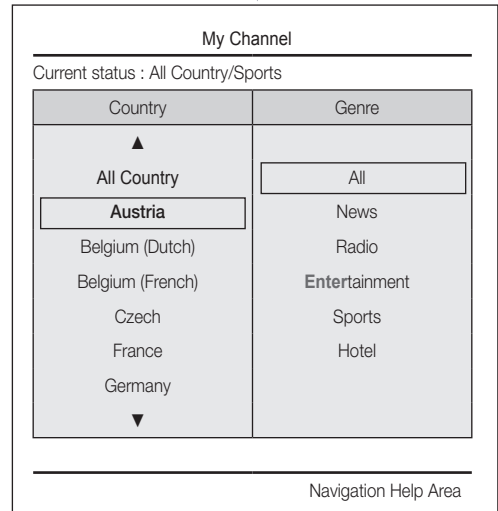 My Channel
Current status : All Country/Sports
Country Genre
▲
All Country All
Austria News
Belgium (Dutch) Radio
Belgium (French) Entertainment
Czech Sports
France Hotel
Germany
▼
Navigation Help Area